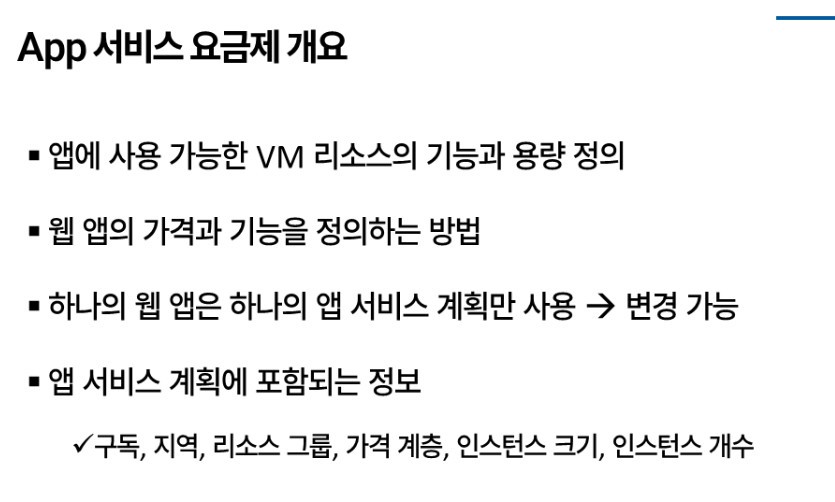 App 서비스 요금제 개요
▪ 앱에 사용 가능한 VM 리소스의 기능과 용량 정의
▪ 웹 앱의 가격과 기능을 정의하는 방법
▪ 하나의 웹 앱은 하나의 앱 서비스 계획만 사용 → 변경 가능
▪ 앱 서비스 계획에 포함되는 정보
✓구독, 지역, 리소스 그룹, 가격 계층, 인스턴스 크기, 인스턴스 개수